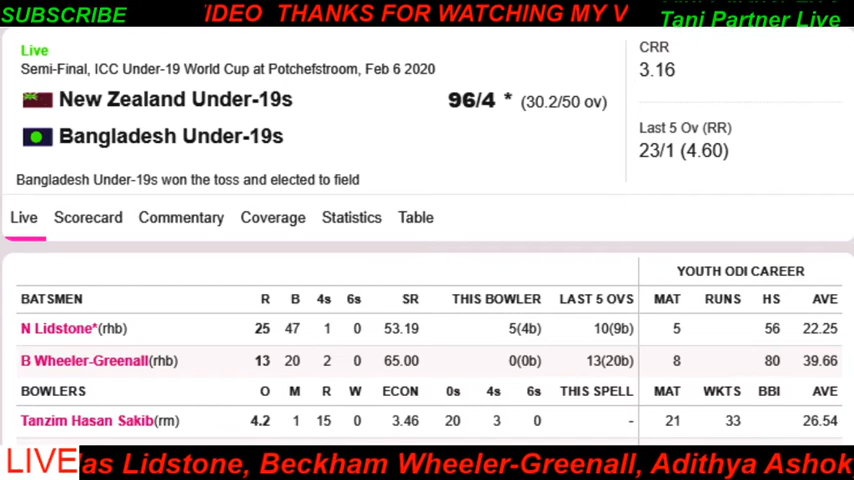 SUBSCRIBE
IDEO THANKS FOR WATCHING MY V
Tani Partner Live
Live
Semi-Final, ICC Under-19 World Cup at Potchefstroom, Feb 6 2020
New Zealand Under-19s 96/4 * (30.2/50 ov)
Bangladesh Under-19s
Bangladesh Under-19s won the toss and elected to field
CRR
3.16
Last 5 Ov (RR)
23/1 (4.60)
Live Scorecard Commentary Coverage Statistics Table
YOUTH ODI CAREER
BATSMEN R B 4s 6s SR THIS BOWLER LAST 5 OVS MAT RUNS HS AVE
N Lidstone*(rhb) 25 47 1 0 53.19 5(4b) 10(9b) 5 56 22.25
B Wheeler-Greenall(rhb) 13 20 2 0 65.00 0(0b) 13(20b) 8 80 39.66
BOWLERS O M R W ECON 0s 4s 6s THIS SPELL MAT WKTS BBI AVE
Tanzim Hasan Sakib(rm) 4.2 1 15 0 3.46 20 3 0 - 21 33 26.54
LIVE as Lidstone, Beckham Wheeler-Greenall, Adithya Ashok